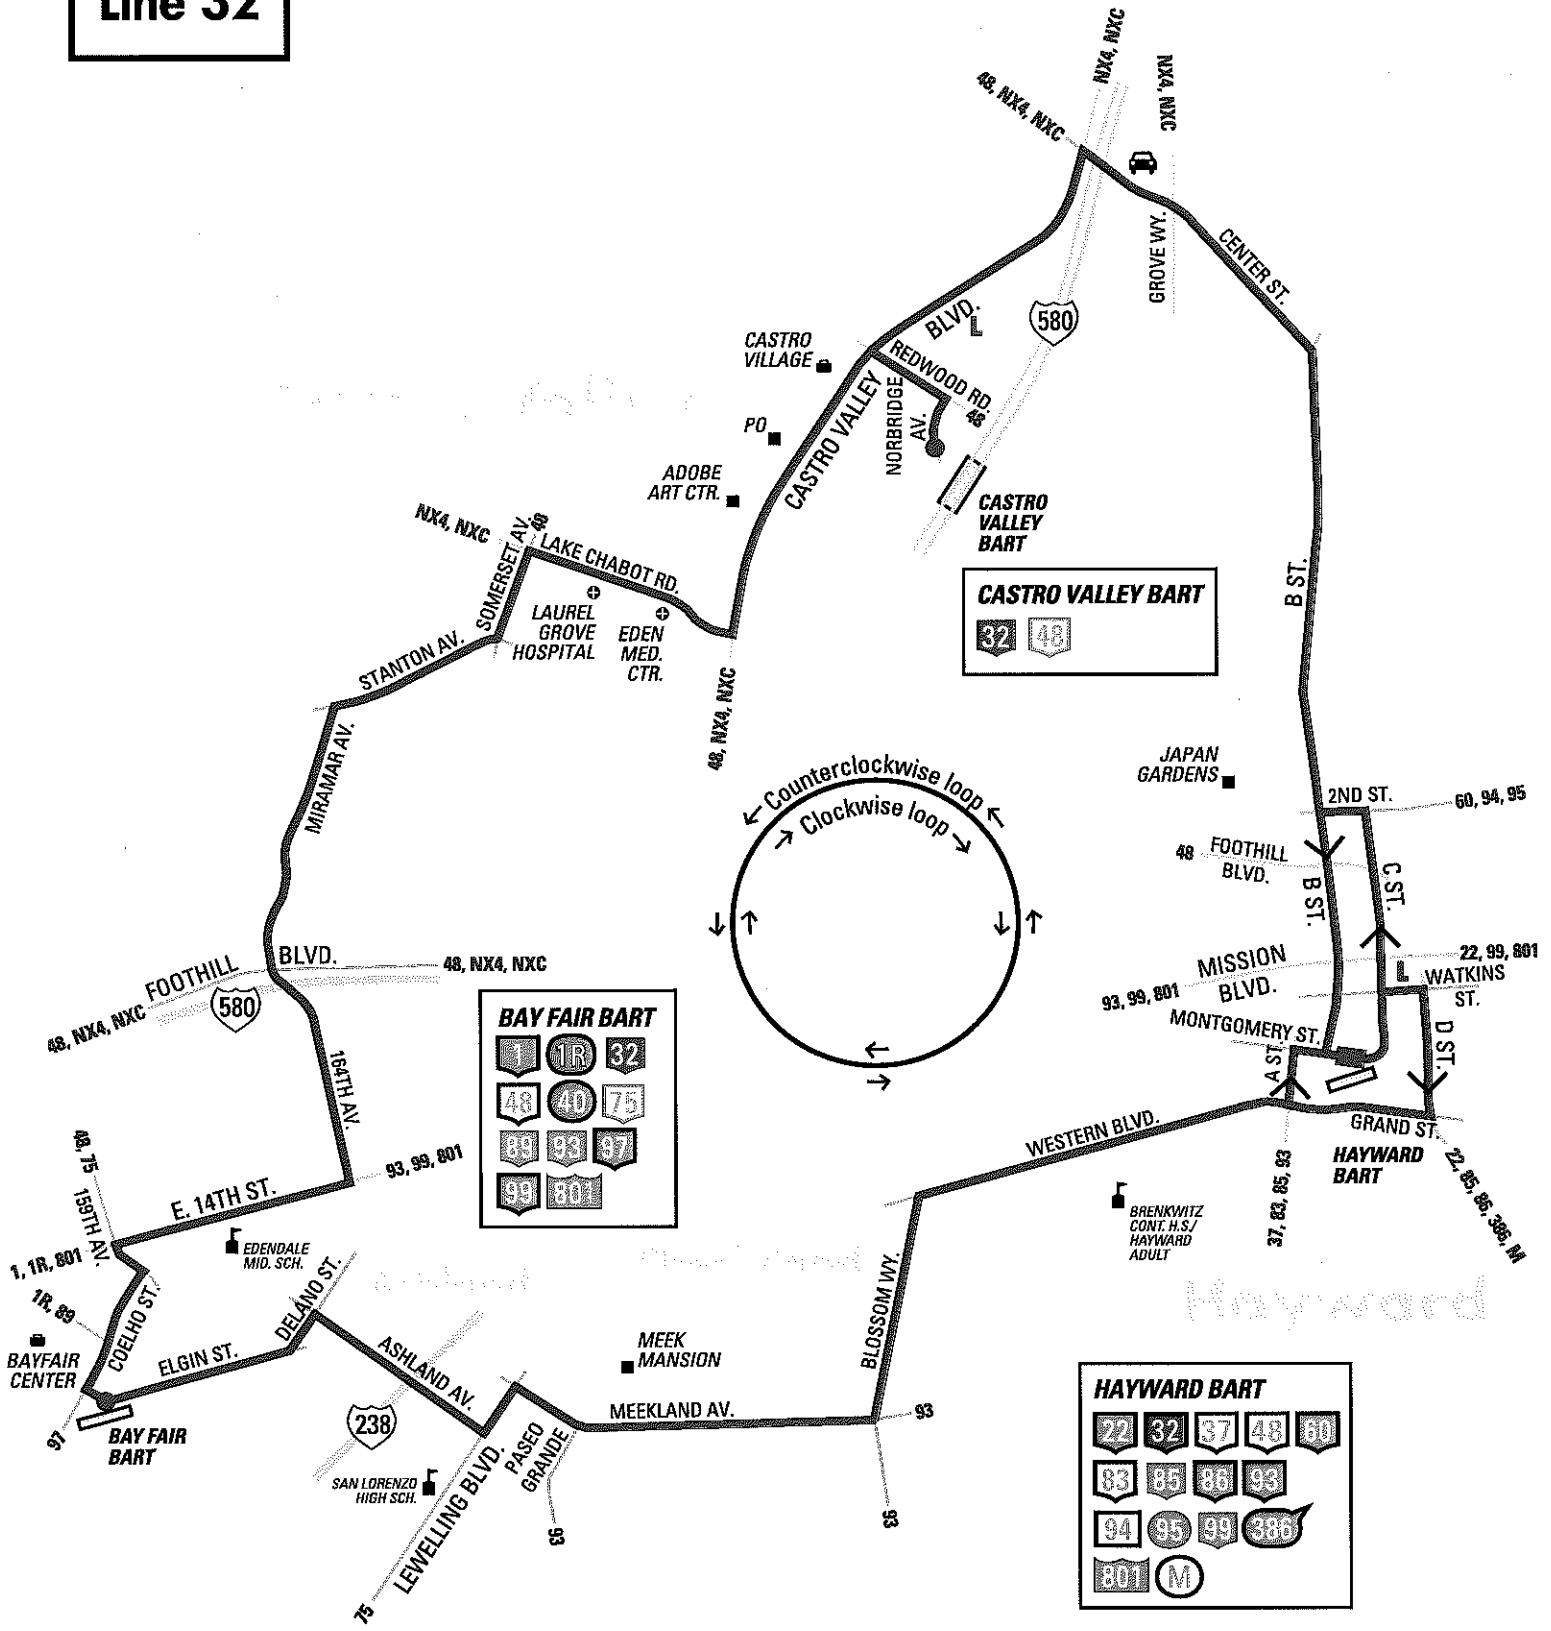 Line 32
NX4, NXC
NX4, NXC
48, NX4, NXC
GROVE WY.
CENTER ST.
580
BLVD.
L
CASTRO
VILLAGE
REDWOOD RD.
48
NORBRIDGE
AV.
CASTRO VALLEY
PO
ADOBE
ART CTR.
CASTRO
VALLEY
BART
NX4, NXC
SOMERSET AV.
48
LAKE CHABOT RD.
LAUREL
GROVE
HOSPITAL
EDEN
MED.
CTR.
CASTRO VALLEY BART
32 48
B ST.
STANTON AV.
48, NX4, NXC
MIRAMAR AV.
JAPAN
GARDENS
Counterclockwise loop
Clockwise loop
2ND ST.
60, 94, 95
48
FOOTHILL
BLVD.
B ST.
C ST.
FOOTHILL BLVD.
48, NX4, NXC
48, NX4, NXC
580
MISSION
BLVD.
22, 99, 801
93, 99, 801
L
WATKINS
ST.
MONTGOMERY ST.
A ST.
D ST.
GRAND ST.
HAYWARD
BART
164TH AV.
BAY FAIR BART
1 1R 32
48 40 75
89 93 97
99 801
WESTERN BLVD.
37, 83, 85, 93
22, 85, 86, 386, M
48, 75
159TH AV.
E. 14TH ST.
93, 99, 801
1, 1R, 801
EDENDALE
MID. SCH.
BRENKWITZ
CONT. H.S./
HAYWARD
ADULT
1R, 89
COELHO ST.
DELANO ST.
BAYFAIR
CENTER
ELGIN ST.
ASHLAND AV.
MEEK
MANSION
BLOSSOM WY.
Hayward
97
BAY FAIR
BART
238
MEEKLAND AV.
93
PASEO
GRANDE
SAN LORENZO
HIGH SCH.
LEWELLING BLVD.
93
93
75
HAYWARD BART
22 32 37 48 60
83 85 86 93
94 95 99 386
801 M